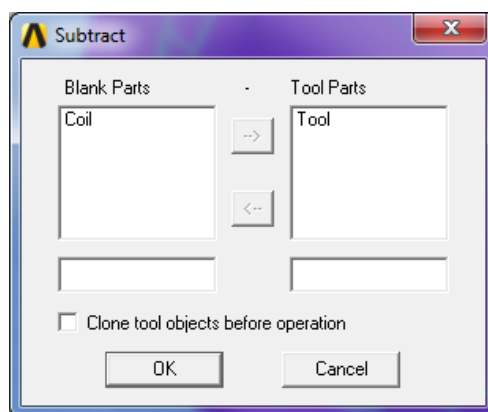 Subtract
Blank Parts - Tool Parts
Coil
Tool
-->
<--
Clone tool objects before operation
OK Cancel